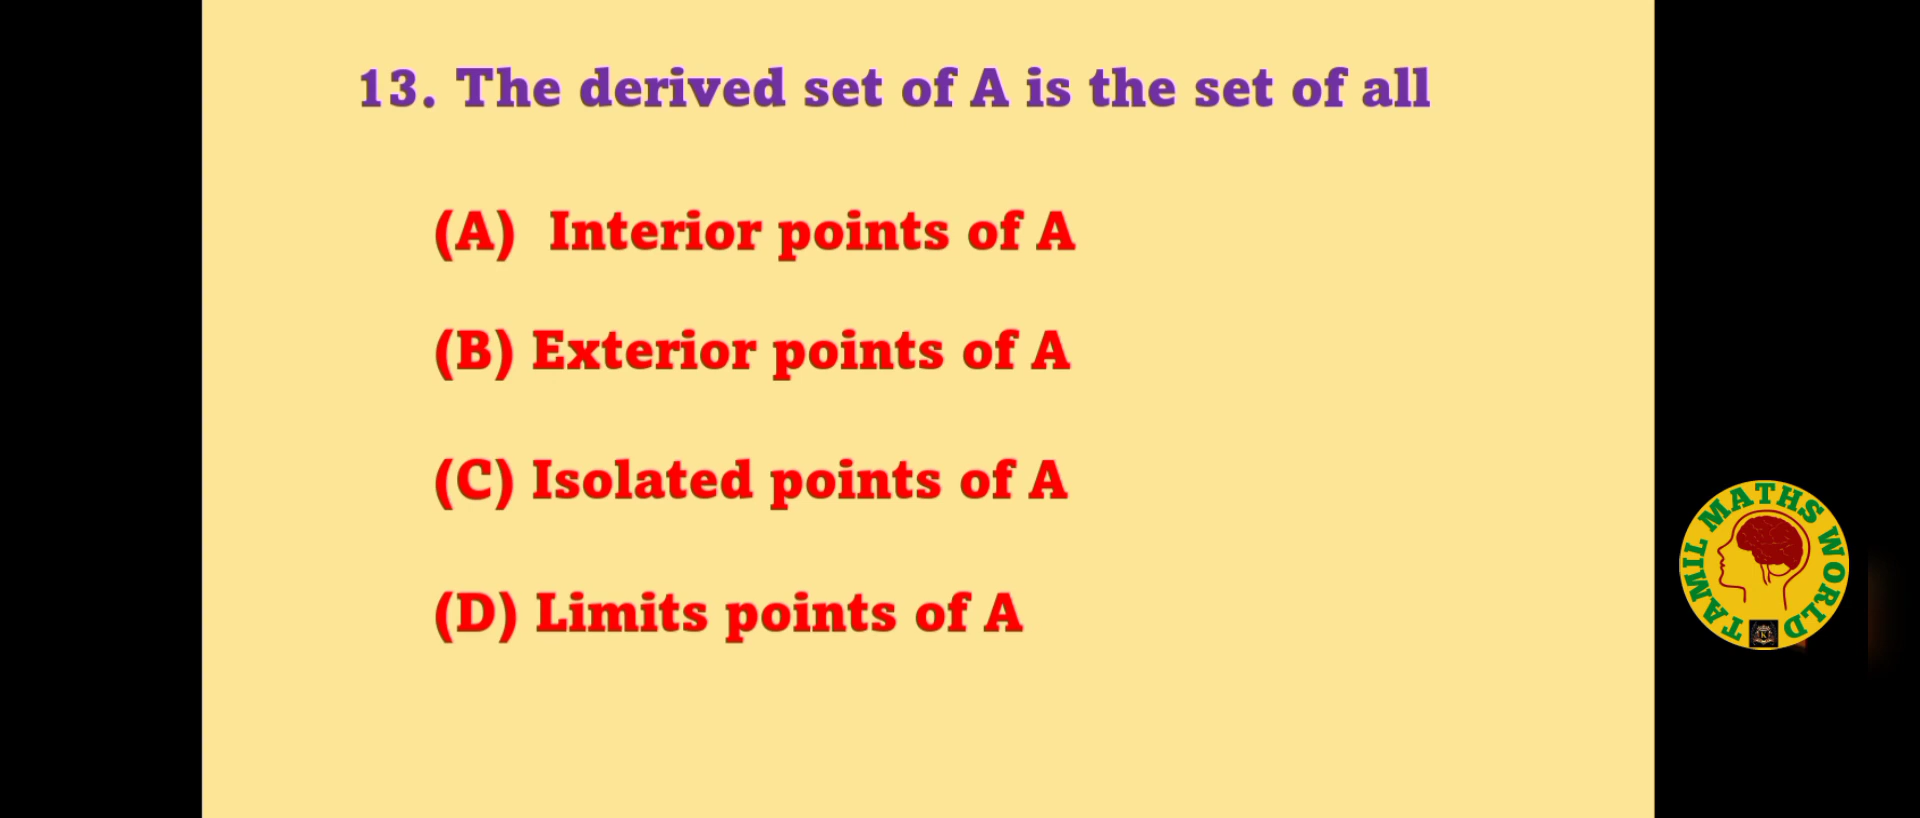 13. The derived set of A is the set of all
(A) Interior points of A
(B) Exterior points of A
(C) Isolated points of A
(D) Limits points of A
TAMIL MATHS WORLD
K